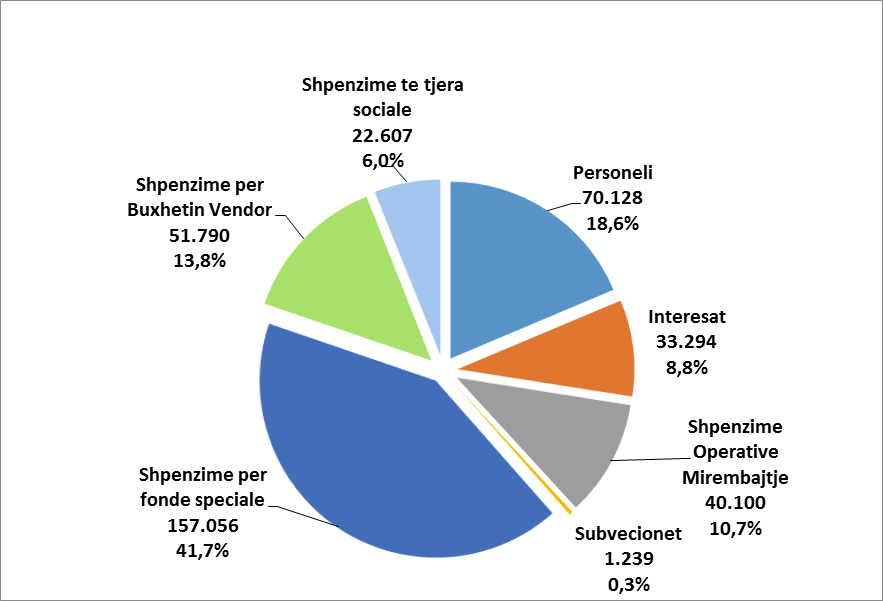 Shpenzime te tjera
sociale
22.607
6,0%
Personeli
70.128
18,6%
Shpenzime per
Buxhetin Vendor
51.790
13,8%
Interesat
33.294
8,8%
Shpenzime
Operative
Mirembajtje
40.100
10,7%
Shpenzime per
fonde speciale
157.056
41,7%
Subvecionet
1.239
0,3%